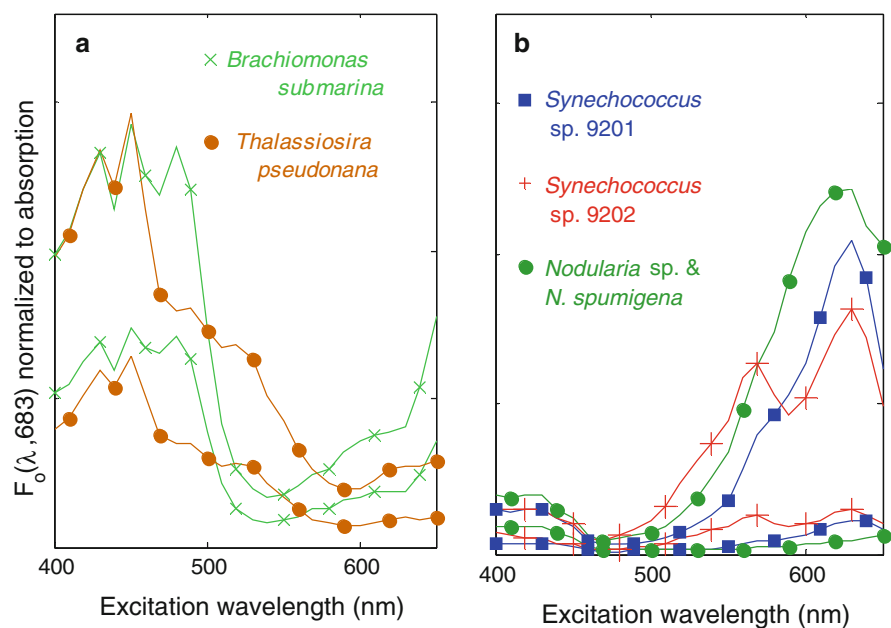 a
Brachiomonas
submarina
Thalassiosira
pseudonana
Fo(λ,683) normalized to absorption
400
500
600
Excitation wavelength (nm)
b
Synechococcus
sp. 9201
Synechococcus
sp. 9202
Nodularia sp. &
N. spumigena
400
500
600
Excitation wavelength (nm)